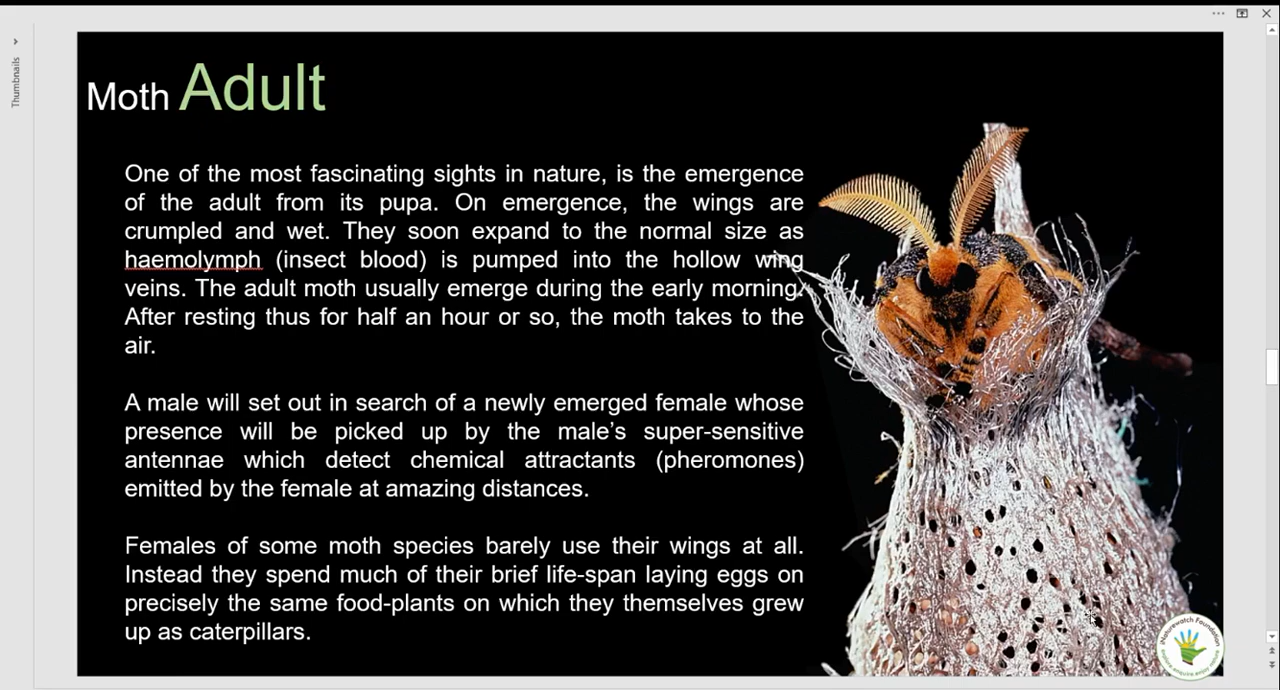 Thumbnails
Moth Adult
One of the most fascinating sights in nature, is the emergence
of the adult from its pupa. On emergence, the wings are
crumpled and wet. They soon expand to the normal size as
haemolymph (insect blood) is pumped into the hollow wing
veins. The adult moth usually emerge during the early morning.
After resting thus for half an hour or so, the moth takes to the
air.
A male will set out in search of a newly emerged female whose
presence will be picked up by the male’s super-sensitive
antennae which detect chemical attractants (pheromones)
emitted by the female at amazing distances.
Females of some moth species barely use their wings at all.
Instead they spend much of their brief life-span laying eggs on
precisely the same food-plants on which they themselves grew
up as caterpillars.
Naturewatch Foundation